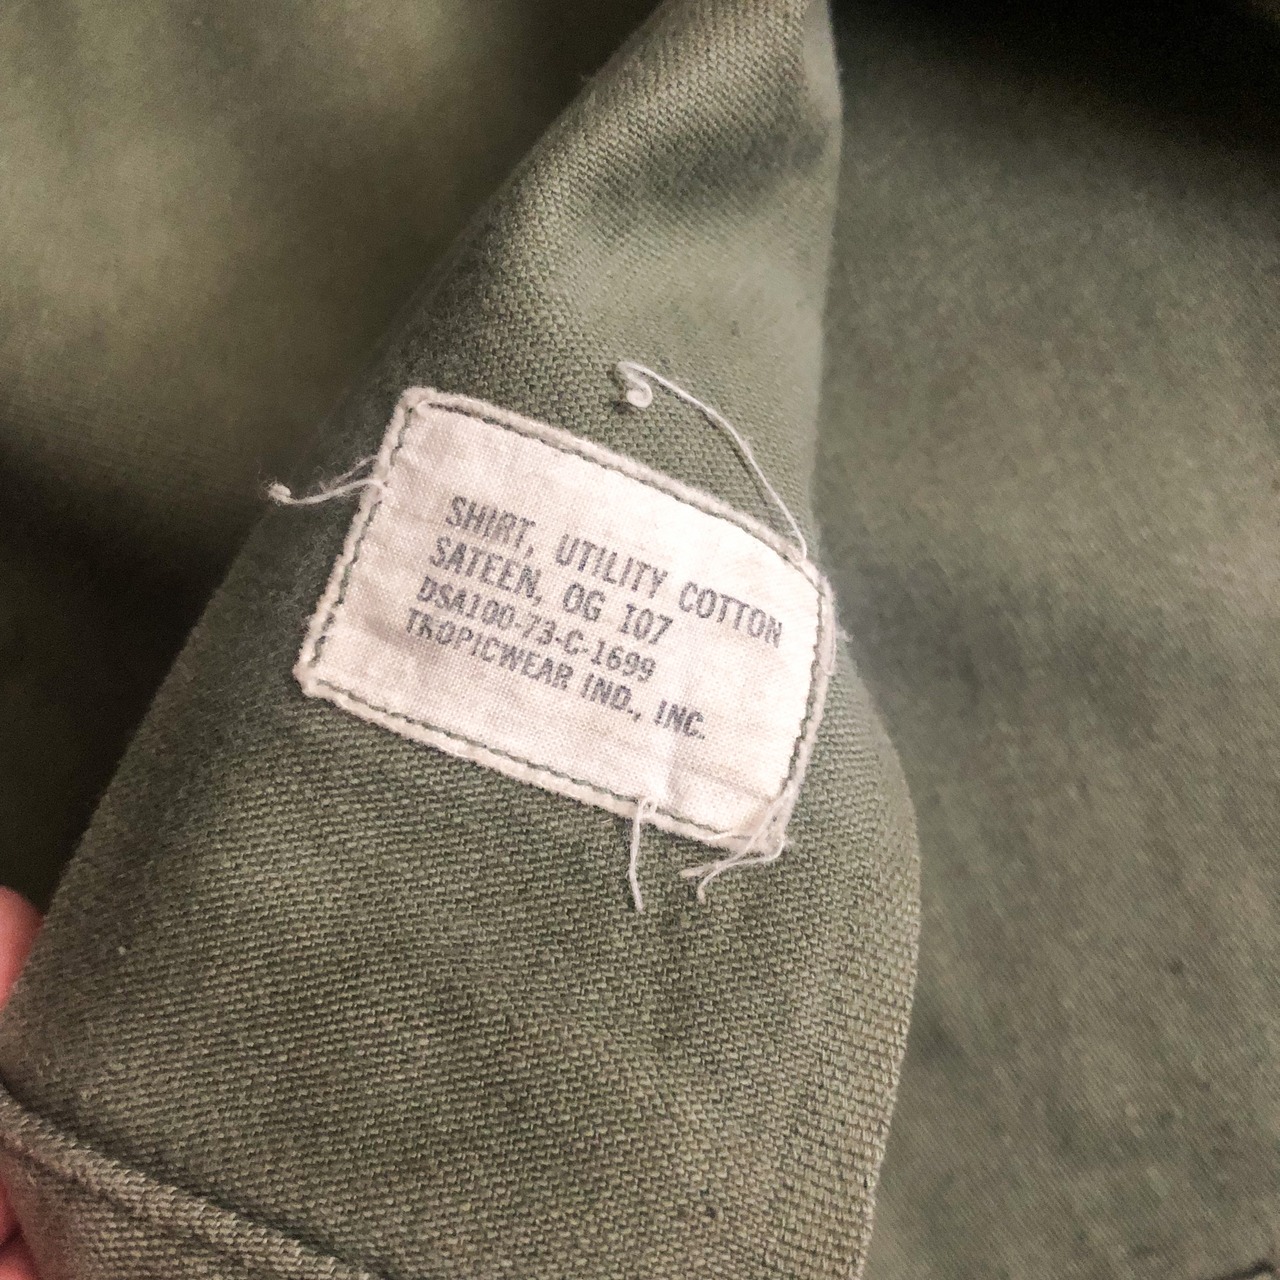 SHIRT, UTILITY COTTON
SATEEN, OG 107
DSA100-73-C-1699
TROPICWEAR IND., INC.